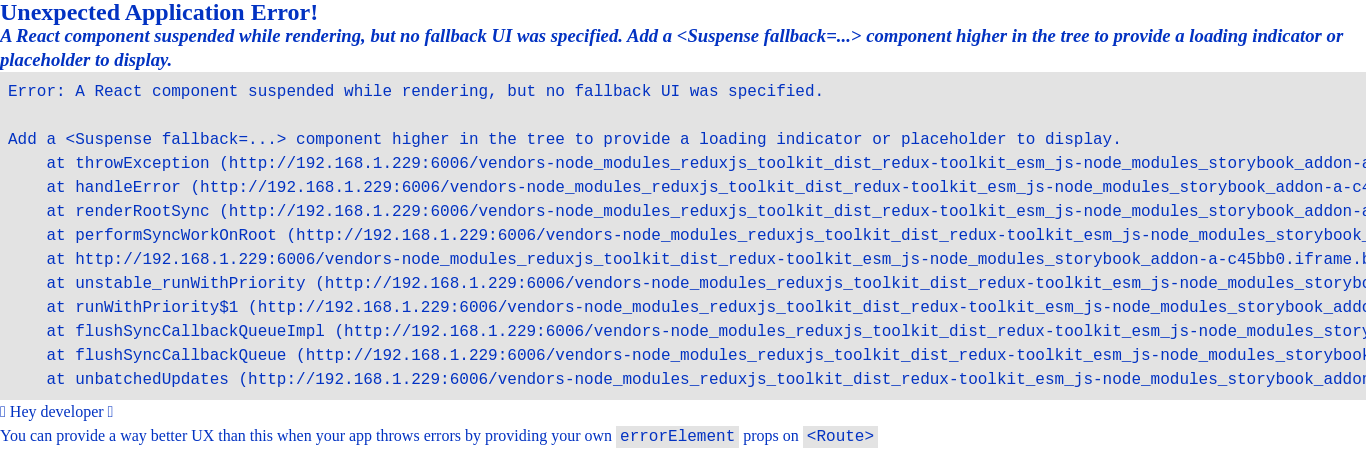 Unexpected Application Error!
A React component suspended while rendering, but no fallback UI was specified. Add a <Suspense fallback=...> component higher in the tree to provide a loading indicator or
placeholder to display.
Error: A React component suspended while rendering, but no fallback UI was specified.
Add a <Suspense fallback=...> component higher in the tree to provide a loading indicator or placeholder to display.
at throwException (http://192.168.1.229:6006/vendors-node_modules_reduxjs_toolkit_dist_redux-toolkit_esm_js-node_modules_storybook_addon-a
at handleError (http://192.168.1.229:6006/vendors-node_modules_reduxjs_toolkit_dist_redux-toolkit_esm_js-node_modules_storybook_addon-a-c4
at renderRootSync (http://192.168.1.229:6006/vendors-node_modules_reduxjs_toolkit_dist_redux-toolkit_esm_js-node_modules_storybook_addon-a
at performSyncWorkOnRoot (http://192.168.1.229:6006/vendors-node_modules_reduxjs_toolkit_dist_redux-toolkit_esm_js-node_modules_storybook_
at http://192.168.1.229:6006/vendors-node_modules_reduxjs_toolkit_dist_redux-toolkit_esm_js-node_modules_storybook_addon-a-c45bb0.iframe.b
at unstable_runWithPriority (http://192.168.1.229:6006/vendors-node_modules_reduxjs_toolkit_dist_redux-toolkit_esm_js-node_modules_storybo
at runWithPriority$1 (http://192.168.1.229:6006/vendors-node_modules_reduxjs_toolkit_dist_redux-toolkit_esm_js-node_modules_storybook_addo
at flushSyncCallbackQueueImpl (http://192.168.1.229:6006/vendors-node_modules_reduxjs_toolkit_dist_redux-toolkit_esm_js-node_modules_story
at flushSyncCallbackQueue (http://192.168.1.229:6006/vendors-node_modules_reduxjs_toolkit_dist_redux-toolkit_esm_js-node_modules_storybook
at unbatchedUpdates (http://192.168.1.229:6006/vendors-node_modules_reduxjs_toolkit_dist_redux-toolkit_esm_js-node_modules_storybook_addon
Hey developer
You can provide a way better UX than this when your app throws errors by providing your own errorElement props on <Route>